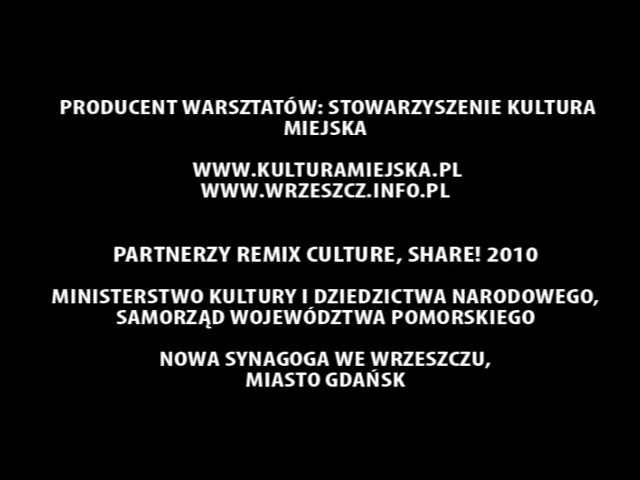 PRODUCENT WARSZTATÓW: STOWARZYSZENIE KULTURA
MIEJSKA
WWW.KULTURAMIEJSKA.PL
WWW.WRZESZCZ.INFO.PL
PARTNERZY REMIX CULTURE, SHARE! 2010
MINISTERSTWO KULTURY I DZIEDZICTWA NARODOWEGO,
SAMORZĄD WOJEWÓDZTWA POMORSKIEGO
NOWA SYNAGOGA WE WRZESZCZU,
MIASTO GDAŃSK